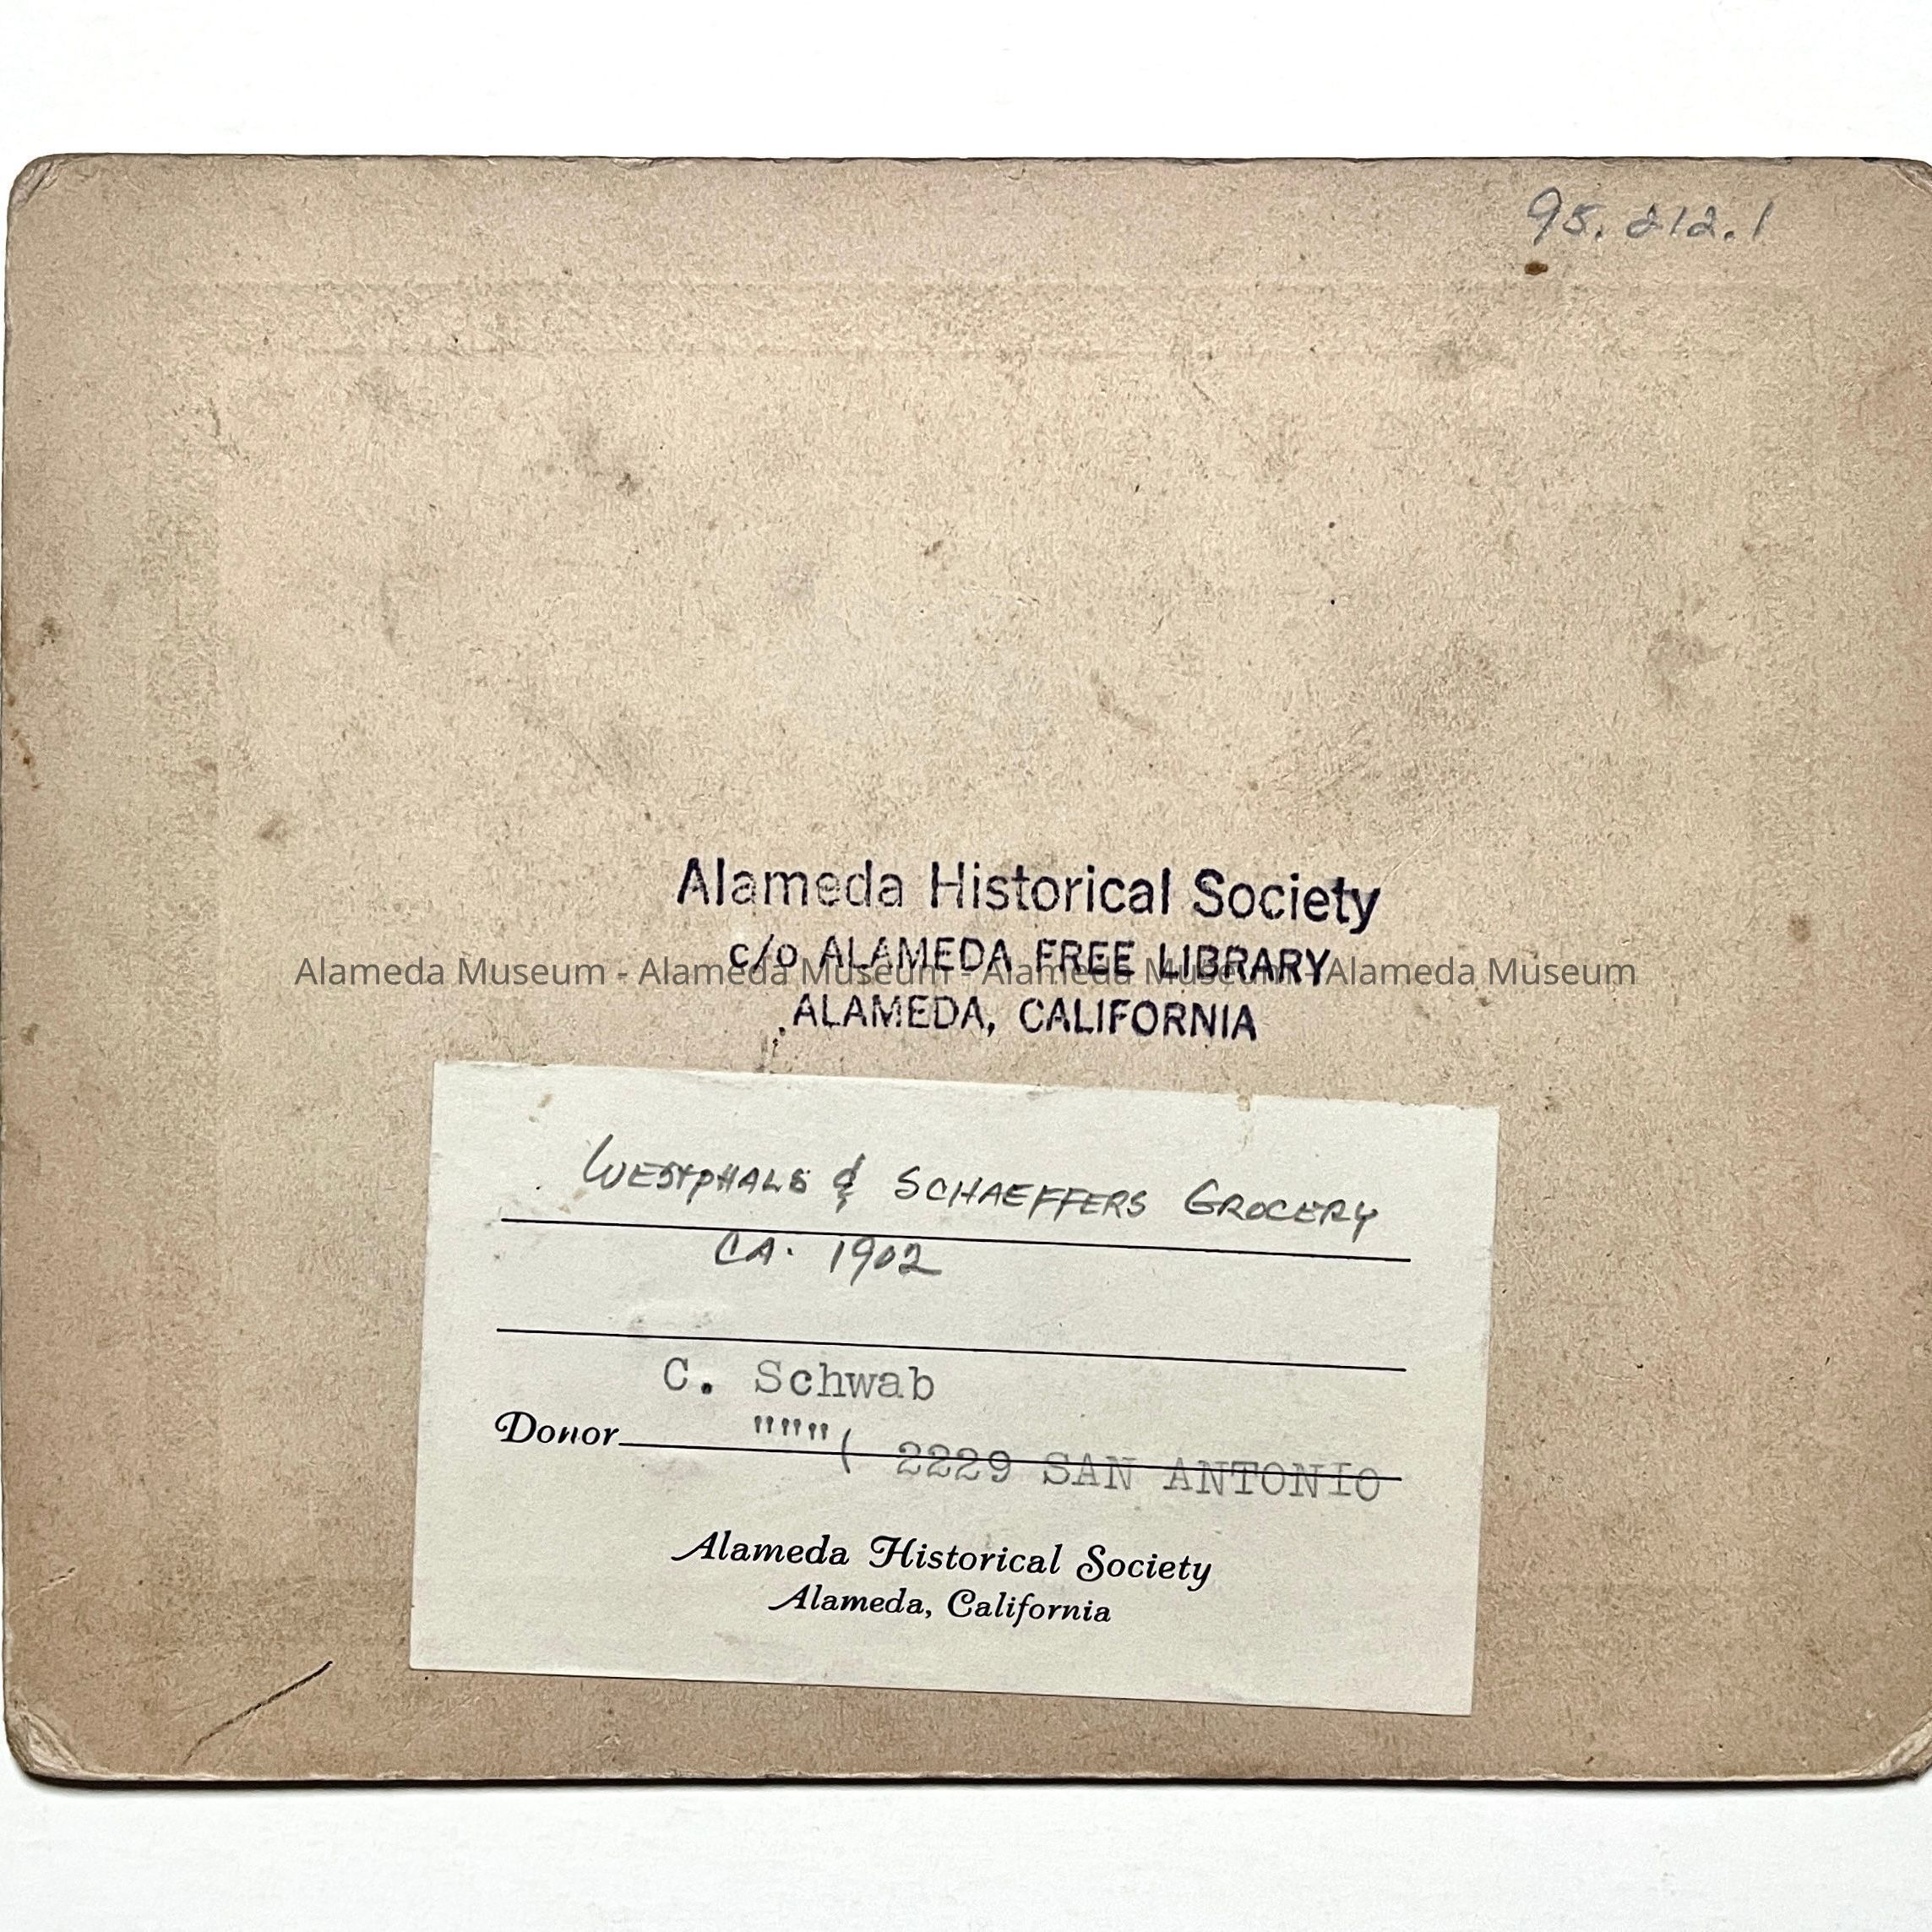 95.212.1
Alameda Historical Society
c/o ALAMEDA FREE LIBRARY
Alameda Museum - Alameda Museum - Alameda Museum - Alameda Museum
ALAMEDA, CALIFORNIA
WESTPHALS & SCHAEFFERS GROCERY
CA. 1902
C. Schwab
Donor """ ( 2229 SAN ANTONIO
Alameda Historical Society
Alameda, California